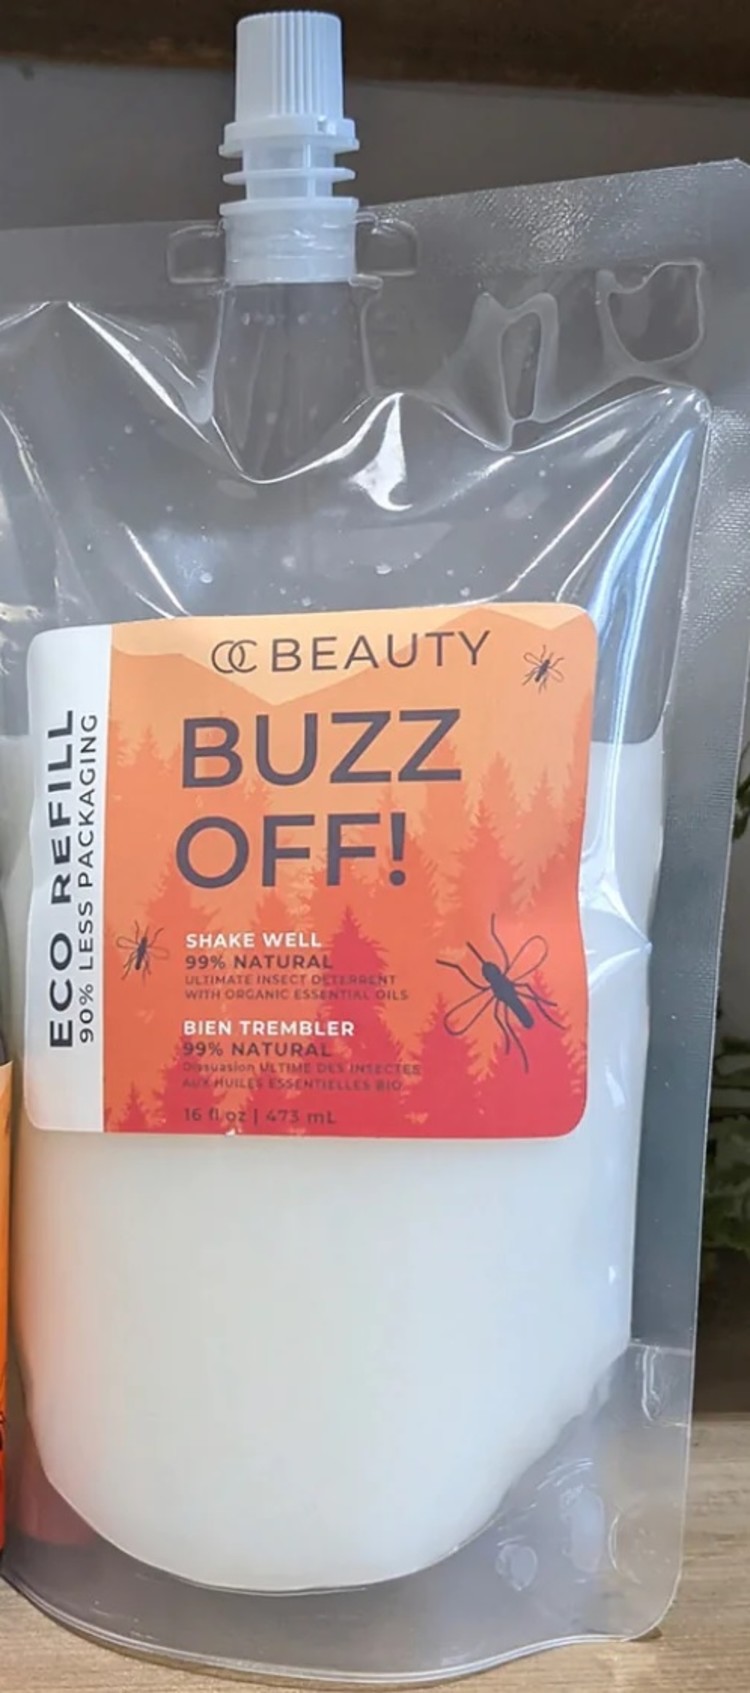 OC BEAUTY
BUZZ
OFF!
ECO REFILL
90% LESS PACKAGING
SHAKE WELL
99% NATURAL
ULTIMATE INSECT DETERRENT
WITH ORGANIC ESSENTIAL OILS
BIEN TREMBLER
99% NATURAL
Dissuasion ULTIME DES INSECTES
AUX HUILES ESSENTIELLES BIO
16 fl oz | 473 mL